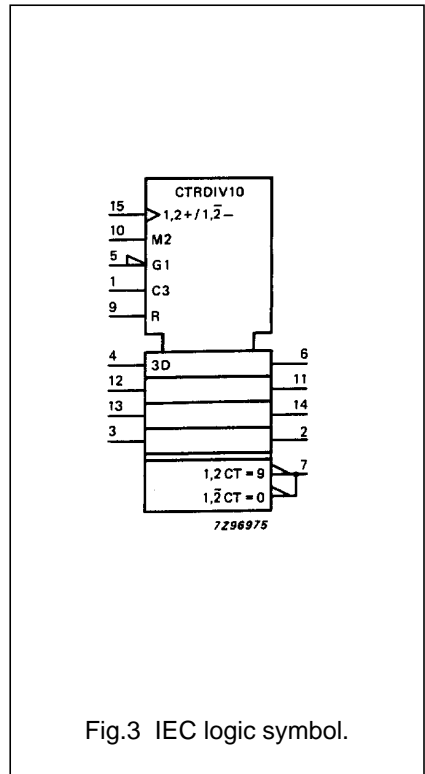 CTRDIV10
15
1,2+/1,2̅−
10
M2
5
G1
1
C3
9
R
4
3D
6
12
11
13
14
3
2
1,2 CT = 9
7
1,2̅ CT = 0
7Z96975
Fig.3 IEC logic symbol.